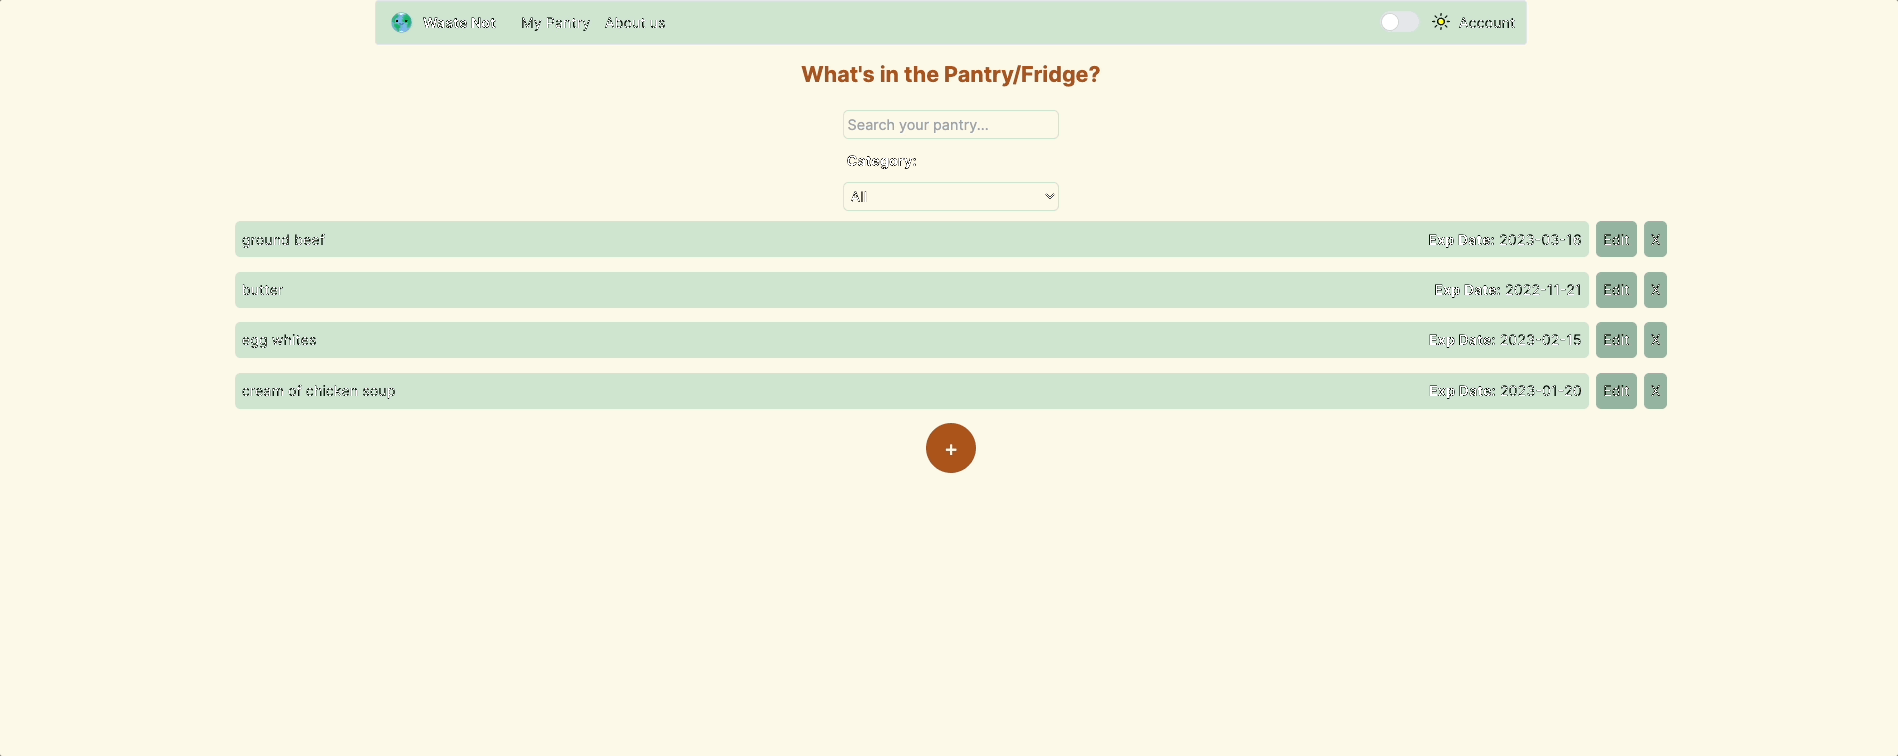 Waste Not My Pantry About us Account
What's in the Pantry/Fridge?
Search your pantry...
Category:
All
ground beef Exp Date: 2023-03-16 Edit X
butter Exp Date: 2022-11-21 Edit X
egg whites Exp Date: 2023-02-15 Edit X
cream of chicken soup Exp Date: 2023-01-20 Edit X
+